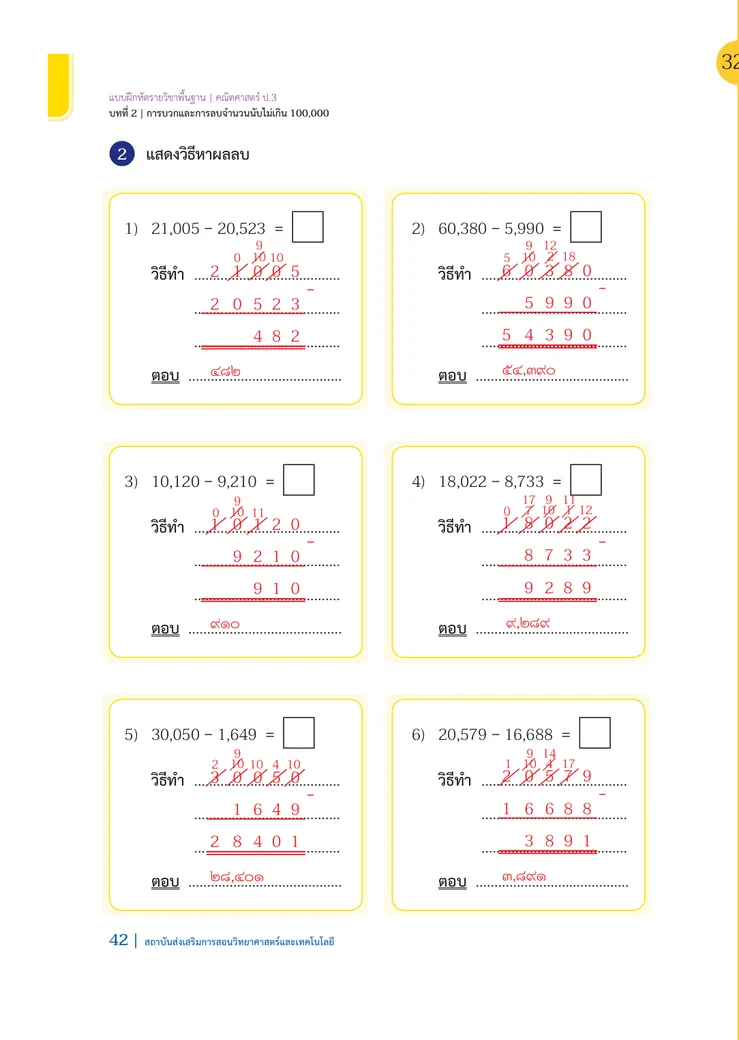 32
แบบฝึกหัดรายวิชาพื้นฐาน | คณิตศาสตร์ ป.3
บทที่ 2 | การบวกและการลบจำนวนนับไม่เกิน 100,000
2 แสดงวิธีหาผลลบ
1) 21,005 − 20,523 =
9
0 10 10
วิธีทำ 2 1 0 0 5
−
2 0 5 2 3
4 8 2
ตอบ ๔๘๒
2) 60,380 − 5,990 =
9 12
5 10 2 18
วิธีทำ 6 0 3 8 0
−
5 9 9 0
5 4 3 9 0
ตอบ ๕๔,๓๙๐
3) 10,120 − 9,210 =
9
0 10 11
วิธีทำ 1 0 1 2 0
−
9 2 1 0
9 1 0
ตอบ ๙๑๐
4) 18,022 − 8,733 =
17 9 11
0 7 10 1 12
วิธีทำ 1 8 0 2 2
−
8 7 3 3
9 2 8 9
ตอบ ๙,๒๘๙
5) 30,050 − 1,649 =
9
2 10 10 4 10
วิธีทำ 3 0 0 5 0
−
1 6 4 9
2 8 4 0 1
ตอบ ๒๘,๔๐๑
6) 20,579 − 16,688 =
9 14
1 10 4 17
วิธีทำ 2 0 5 7 9
−
1 6 6 8 8
3 8 9 1
ตอบ ๓,๘๙๑
42 | สถาบันส่งเสริมการสอนวิทยาศาสตร์และเทคโนโลยี